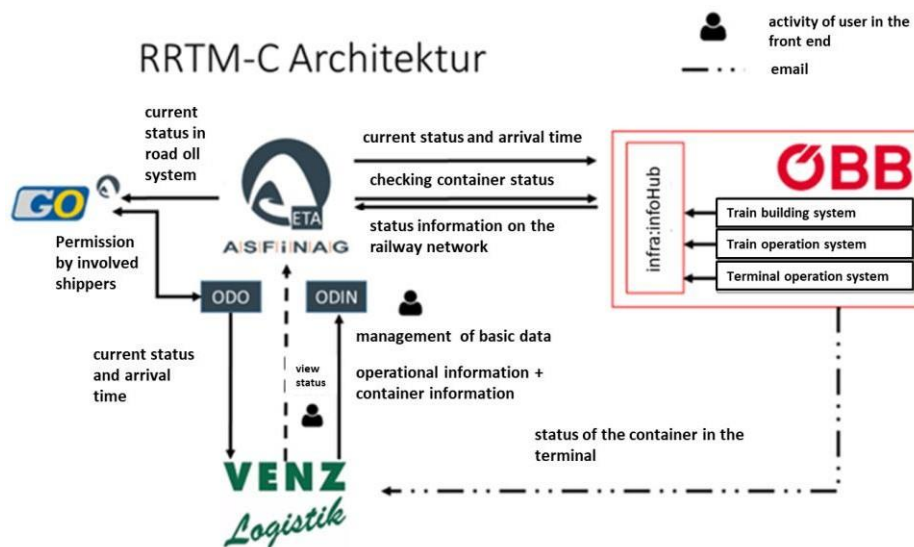 RRTM-C Architektur
activity of user in the
front end
email
current
status in
road oll
system
GO
ETA
ASFiNAG
current status and arrival time
checking container status
status information on the
railway network
infra:infoHub
ÖBB
Train building system
Train operation system
Terminal operation system
Permission
by involved
shippers
ODO
ODIN
management of basic data
operational information +
container information
current status
and arrival
time
view
status
status of the container in the
terminal
VENZ
Logistik